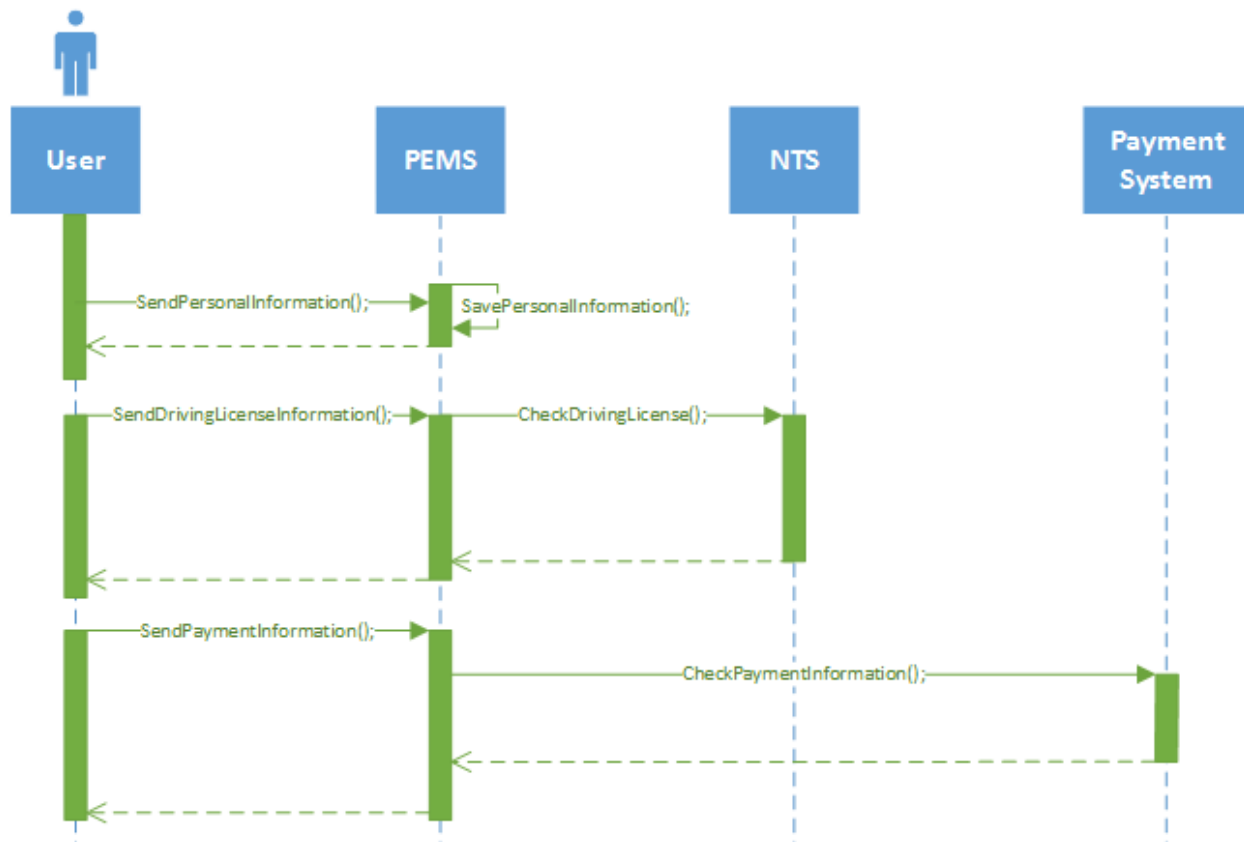 User
PEMS
NTS
Payment
System
SendPersonalInformation();
SavePersonalInformation();
SendDrivingLicenseInformation();
CheckDrivingLicense();
SendPaymentInformation();
CheckPaymentInformation();